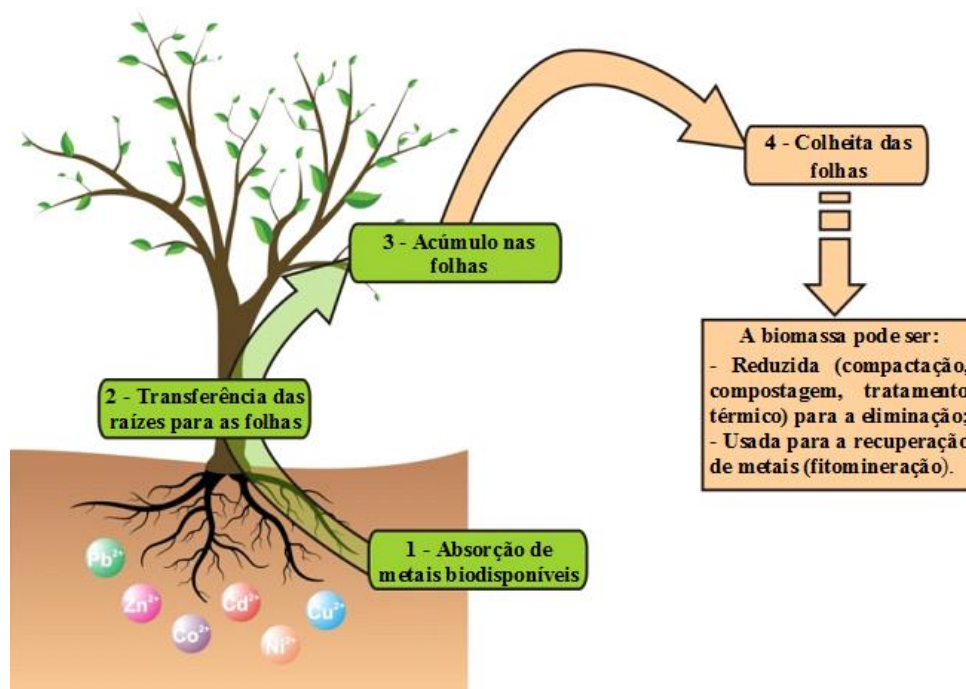 3 - Acúmulo nas
folhas
4 - Colheita das
folhas
2 - Transferência das
raízes para as folhas
A biomassa pode ser:
- Reduzida (compactação,
compostagem, tratamento
térmico) para a eliminação;
- Usada para a recuperação
de metais (fitomineração).
1 - Absorção de
metais biodisponíveis
Pb²⁺
Zn²⁺
Cd²⁺
Cu²⁺
Co²⁺
Ni²⁺